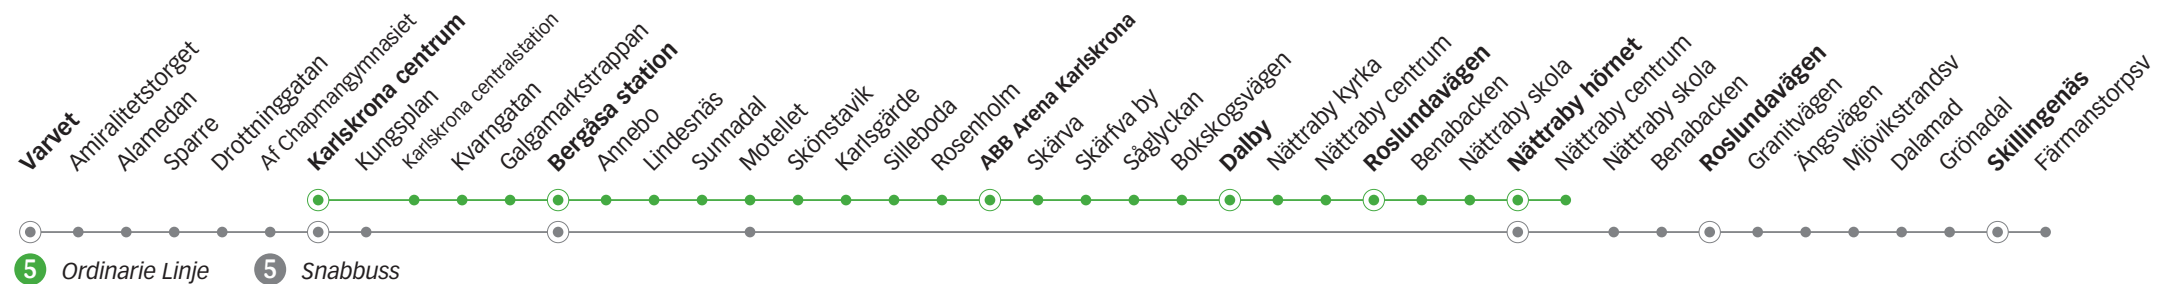 Varvet
Amiralitetstorget
Alamedan
Sparre
Drottninggatan
Af Chapmangymnasiet
Karlskrona centrum
Kungsplan
Karlskrona centralstation
Kvarngatan
Galgamarkstrappan
Bergåsa station
Annebo
Lindesnäs
Sunnadal
Motellet
Skönstavik
Karlsgärde
Silleboda
Rosenholm
ABB Arena Karlskrona
Skärva
Skärfva by
Såglyckan
Bokskogsvägen
Dalby
Nättraby kyrka
Nättraby centrum
Roslundavägen
Benabacken
Nättraby skola
Nättraby hörnet
Nättraby centrum
Nättraby skola
Benabacken
Roslundavägen
Granitvägen
Ängsvägen
Mjövikstrandsv
Dalamad
Grönadal
Skillingenäs
Färmanstorpsv
5 Ordinarie Linje
5 Snabbuss